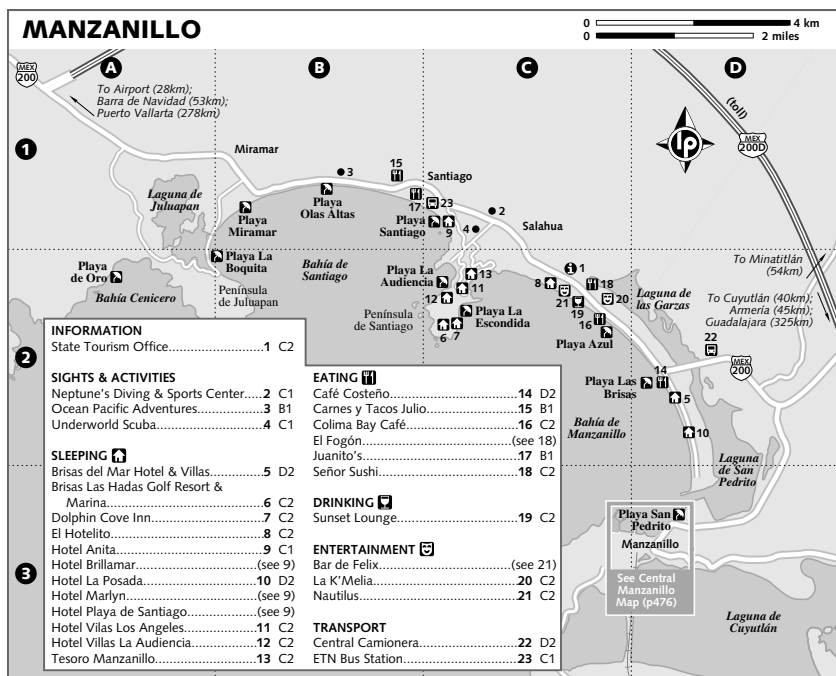 MANZANILLO
0 4 km
0 2 miles
A
B
C
D
1
2
3
MEX
200
To Airport (28km);
Barra de Navidad (53km);
Puerto Vallarta (278km)
(toll)
MEX
200D
lp
Miramar
3
15
Santiago
Laguna de
Juluapan
Playa
Miramar
Playa
Olas Altas
17
23
Playa
Santiago
9
4
2
Salahua
Playa La
Boquita
Playa
de Oro
Bahía Cenicero
Península
de Juluapan
Bahía de
Santiago
Playa La
Audiencia
13
11
12
Península
de Santiago
Playa La
Escondida
6
7
8
1
18
21
20
19
16
Playa Azul
Laguna de
las Garzas
To Minatitlán
(54km)
To Cuyutlán (40km);
Armería (45km);
Guadalajara (325km)
22
MEX
200
14
Playa Las
Brisas
5
Bahía de
Manzanillo
10
Laguna
de San
Pedrito
Playa San
Pedrito
Manzanillo
See Central
Manzanillo
Map (p476)
Laguna de
Cuyutlán
INFORMATION
State Tourism Office 1 C2
SIGHTS & ACTIVITIES
Neptune's Diving & Sports Center 2 C1
Ocean Pacific Adventures 3 B1
Underworld Scuba 4 C1
SLEEPING
Brisas del Mar Hotel & Villas 5 D2
Brisas Las Hadas Golf Resort &
Marina 6 C2
Dolphin Cove Inn 7 C2
El Hotelito 8 C2
Hotel Anita 9 C1
Hotel Brillamar (see 9)
Hotel La Posada 10 D2
Hotel Marlyn (see 9)
Hotel Playa de Santiago (see 9)
Hotel Vilas Los Angeles 11 C2
Hotel Villas La Audiencia 12 C2
Tesoro Manzanillo 13 C2
EATING
Café Costeño 14 D2
Carnes y Tacos Julio 15 B1
Colima Bay Café 16 C2
El Fogón (see 18)
Juanito's 17 B1
Señor Sushi 18 C2
DRINKING
Sunset Lounge 19 C2
ENTERTAINMENT
Bar de Felix (see 21)
La K'Melia 20 C2
Nautilus 21 C2
TRANSPORT
Central Camionera 22 D2
ETN Bus Station 23 C1